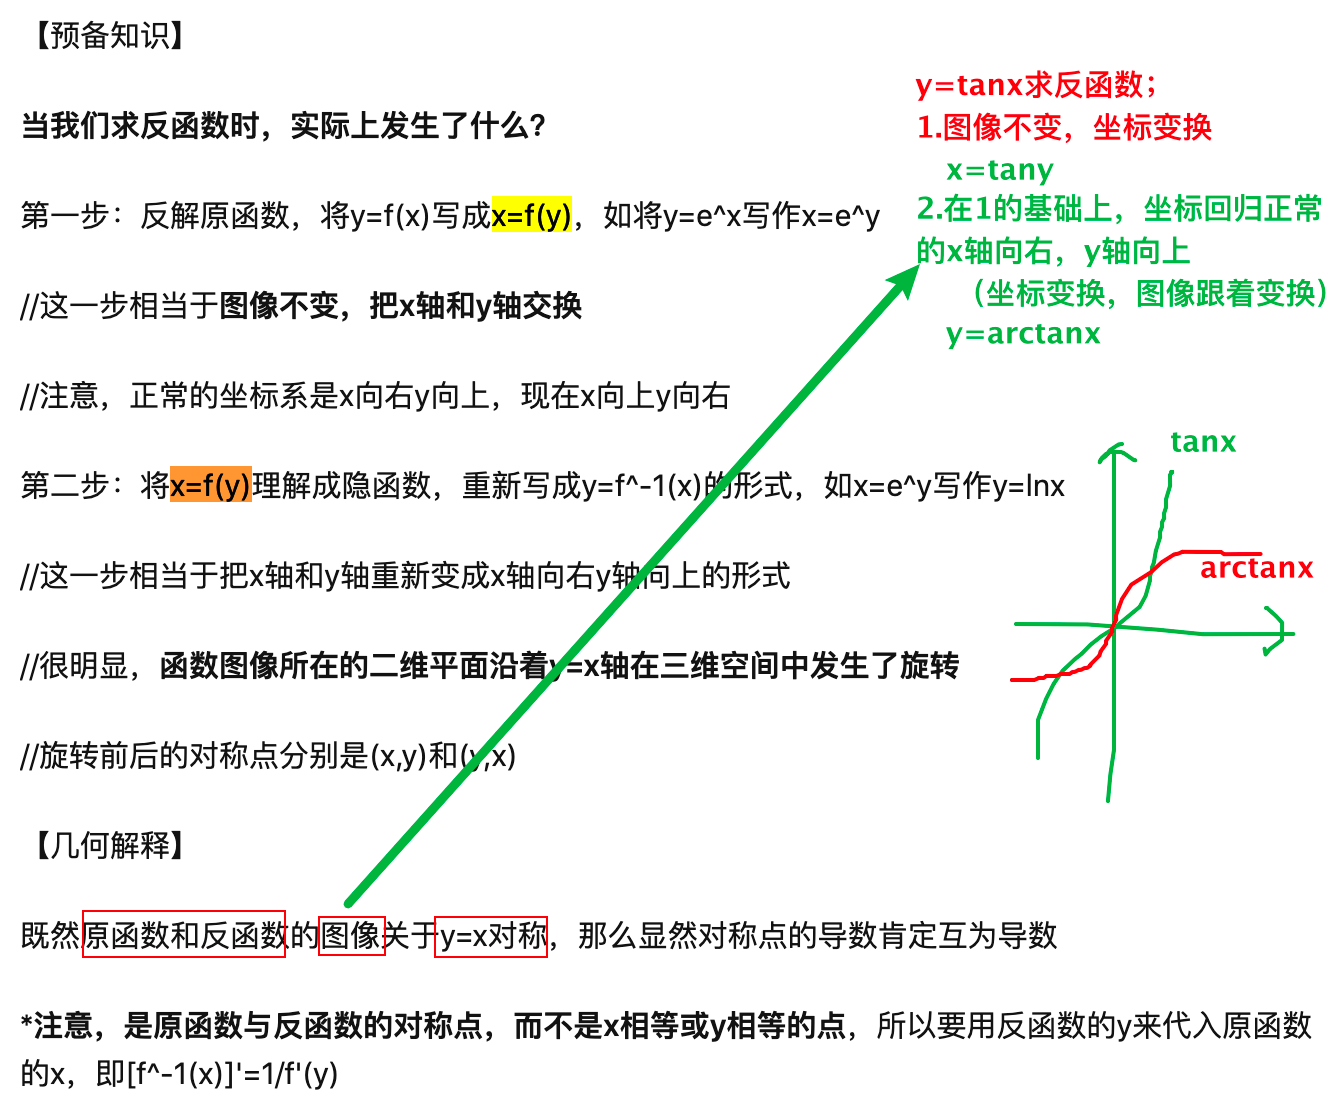 【预备知识】
当我们求反函数时，实际上发生了什么?
第一步：反解原函数，将y=f(x)写成x=f(y)，如将y=e^x写作x=e^y
//这一步相当于图像不变，把x轴和y轴交换
//注意，正常的坐标系是x向右y向上，现在x向上y向右
第二步：将x=f(y)理解成隐函数，重新写成y=f^-1(x)的形式，如x=e^y写作y=lnx
//这一步相当于把x轴和y轴重新变成x轴向右y轴向上的形式
//很明显，函数图像所在的二维平面沿着y=x轴在三维空间中发生了旋转
//旋转前后的对称点分别是(x,y)和(y,x)
【几何解释】
既然原函数和反函数的图像关于y=x对称，那么显然对称点的导数肯定互为导数
*注意，是原函数与反函数的对称点，而不是x相等或y相等的点，所以要用反函数的y来代入原函数
的x，即[f^-1(x)]'=1/f'(y)
y=tanx求反函数；
1.图像不变，坐标变换
x=tany
2.在1的基础上，坐标回归正常
的x轴向右，y轴向上
（坐标变换，图像跟着变换）
y=arctanx
tanx
arctanx